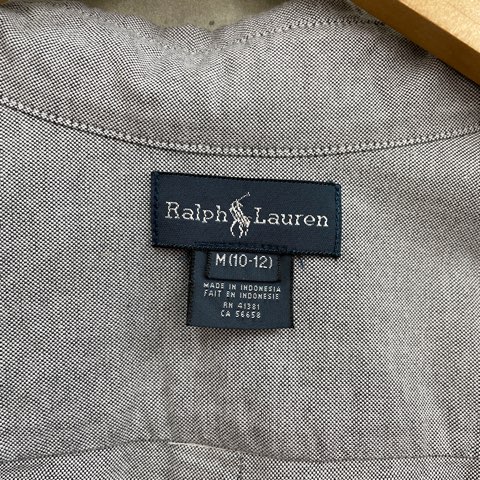 Ralph Lauren
M (10-12)
MADE IN INDONESIA
FAIT EN INDONESIE
RN 41381
CA 56658